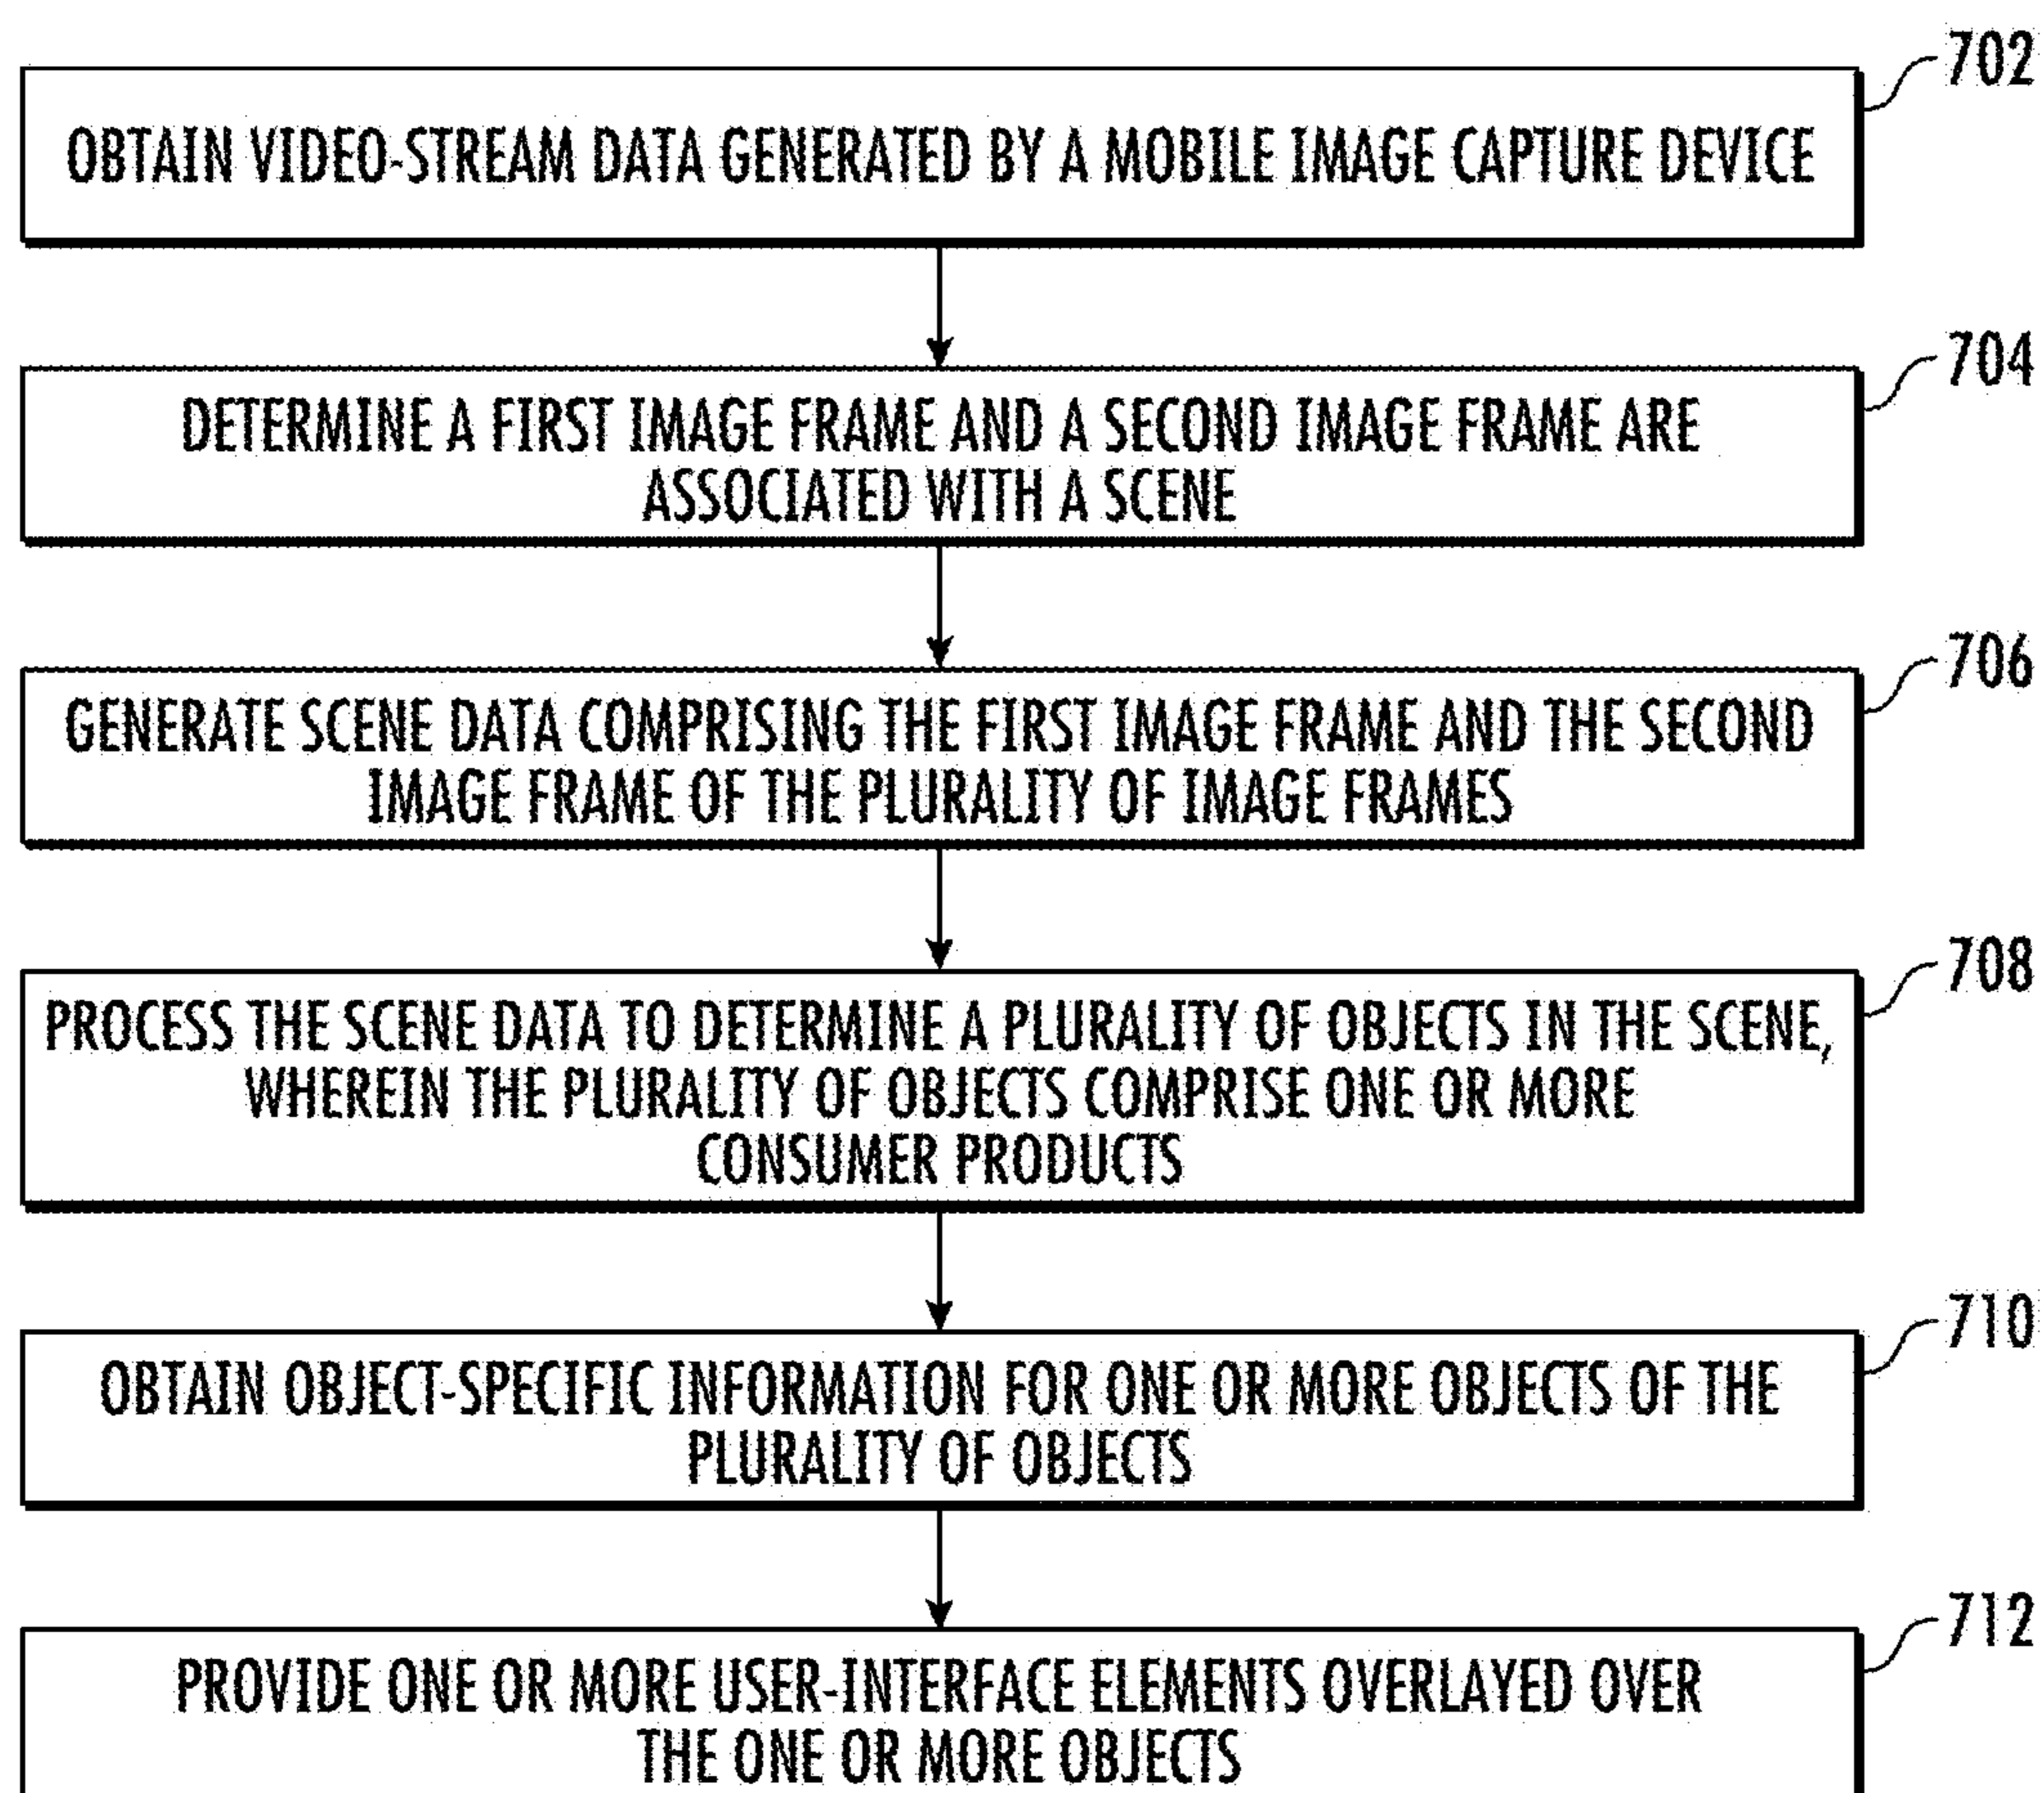 702
OBTAIN VIDEO-STREAM DATA GENERATED BY A MOBILE IMAGE CAPTURE DEVICE
704
DETERMINE A FIRST IMAGE FRAME AND A SECOND IMAGE FRAME ARE
ASSOCIATED WITH A SCENE
706
GENERATE SCENE DATA COMPRISING THE FIRST IMAGE FRAME AND THE SECOND
IMAGE FRAME OF THE PLURALITY OF IMAGE FRAMES
708
PROCESS THE SCENE DATA TO DETERMINE A PLURALITY OF OBJECTS IN THE SCENE,
WHEREIN THE PLURALITY OF OBJECTS COMPRISE ONE OR MORE
CONSUMER PRODUCTS
710
OBTAIN OBJECT-SPECIFIC INFORMATION FOR ONE OR MORE OBJECTS OF THE
PLURALITY OF OBJECTS
712
PROVIDE ONE OR MORE USER-INTERFACE ELEMENTS OVERLAYED OVER
THE ONE OR MORE OBJECTS